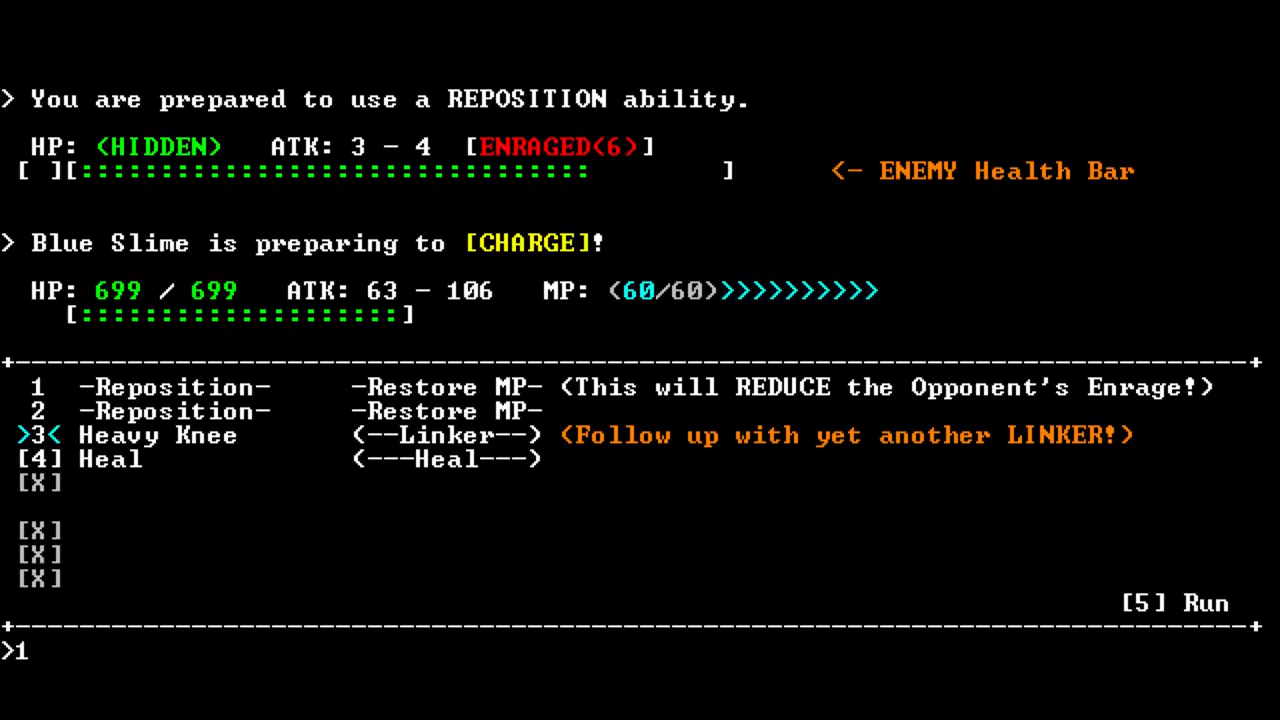 > You are prepared to use a REPOSITION ability.
HP: (HIDDEN) ATK: 3 - 4 [ENRAGED(6)]
[ ][:::::::::::::::::::::::::::::::: ] <- ENEMY Health Bar
> Blue Slime is preparing to [CHARGE]!
HP: 699 / 699 ATK: 63 - 106 MP: (60/60)>>>>>>>>>>
[::::::::::::::::::::]
+------------------------------------------------------------------------------+
1 -Reposition- -Restore MP- (This will REDUCE the Opponent's Enrage!)
2 -Reposition- -Restore MP-
>3< Heavy Knee (--Linker--) (Follow up with yet another LINKER!)
[4] Heal (---Heal---)
[X]
[X]
[X]
[X]
[5] Run
+------------------------------------------------------------------------------+
>1